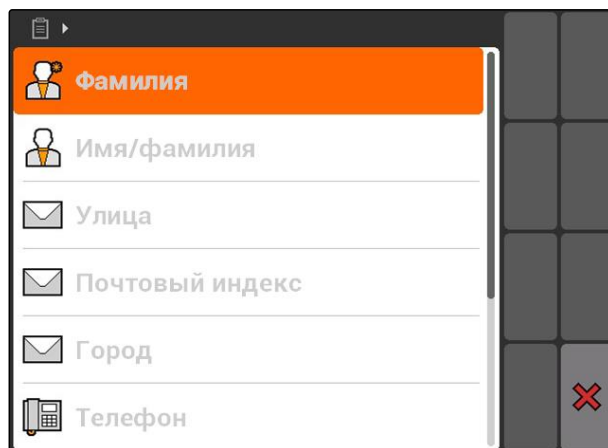 Фамилия
Имя/фамилия
Улица
Почтовый индекс
Город
Телефон